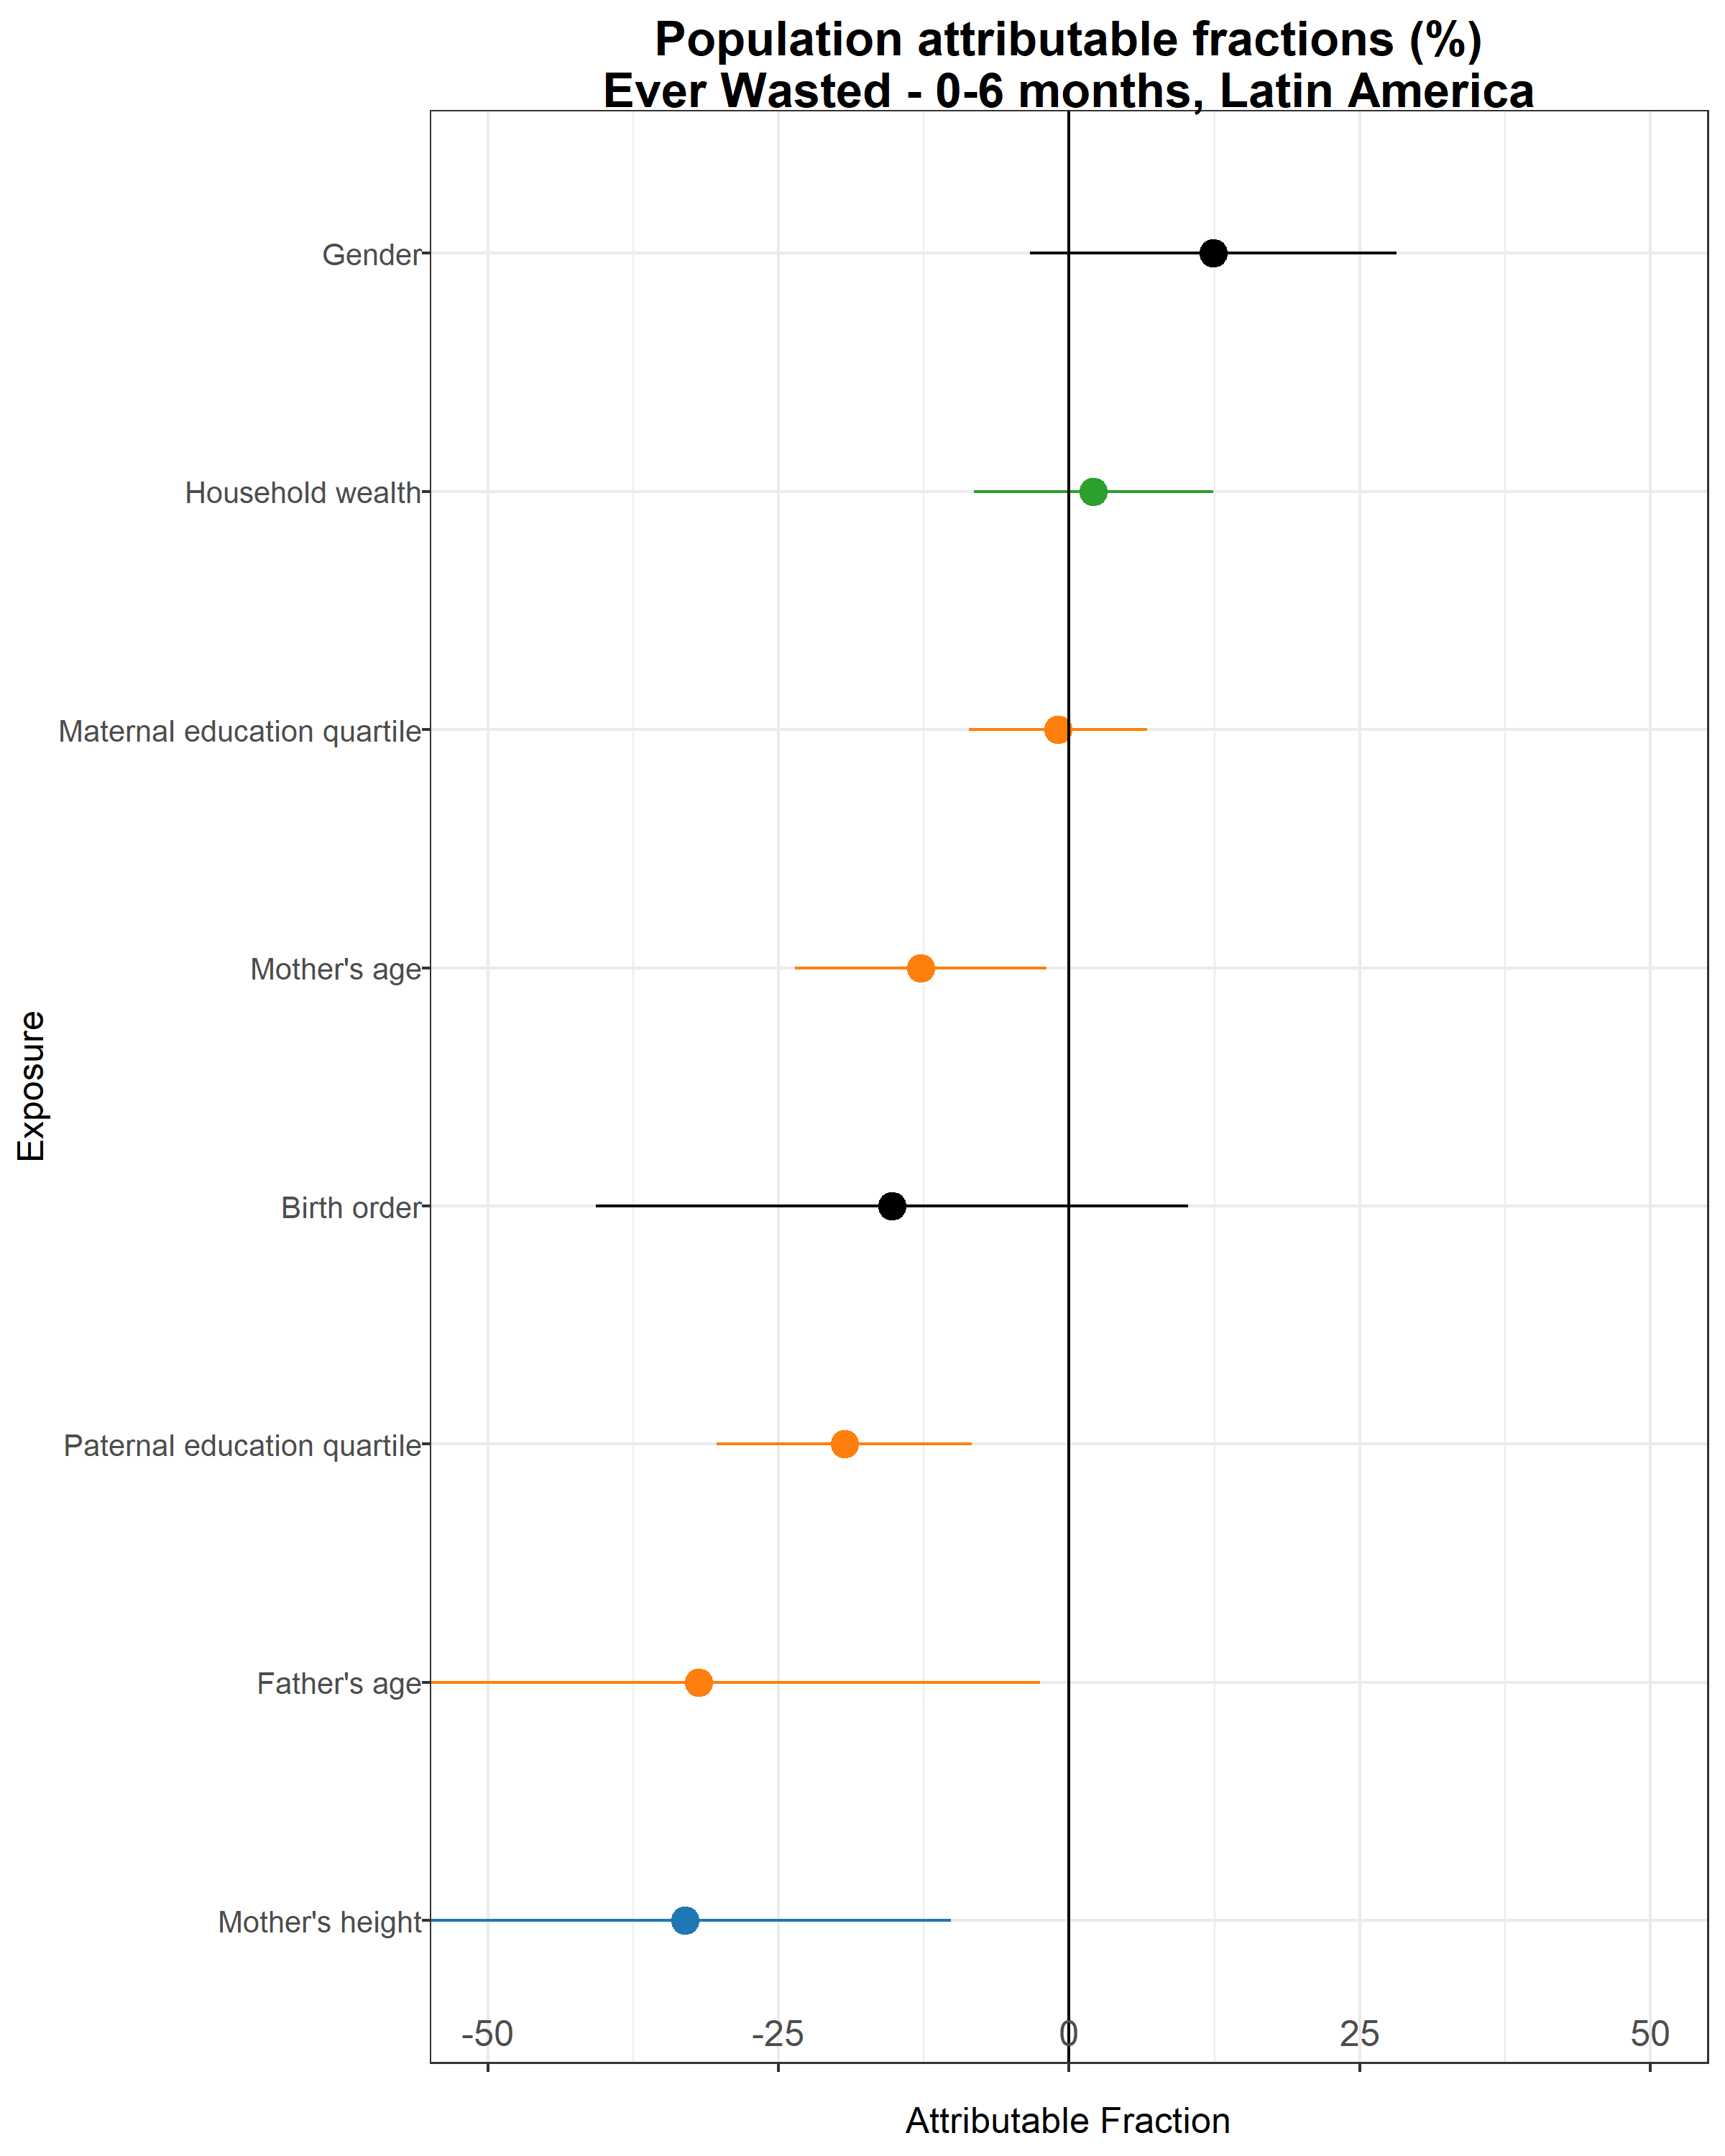 Population attributable fractions (%)
Ever Wasted - 0-6 months, Latin America
Gender
Household wealth
Maternal education quartile
Mother's age
Birth order
Paternal education quartile
Father's age
Mother's height
Exposure
-50 -25 0 25 50
Attributable Fraction